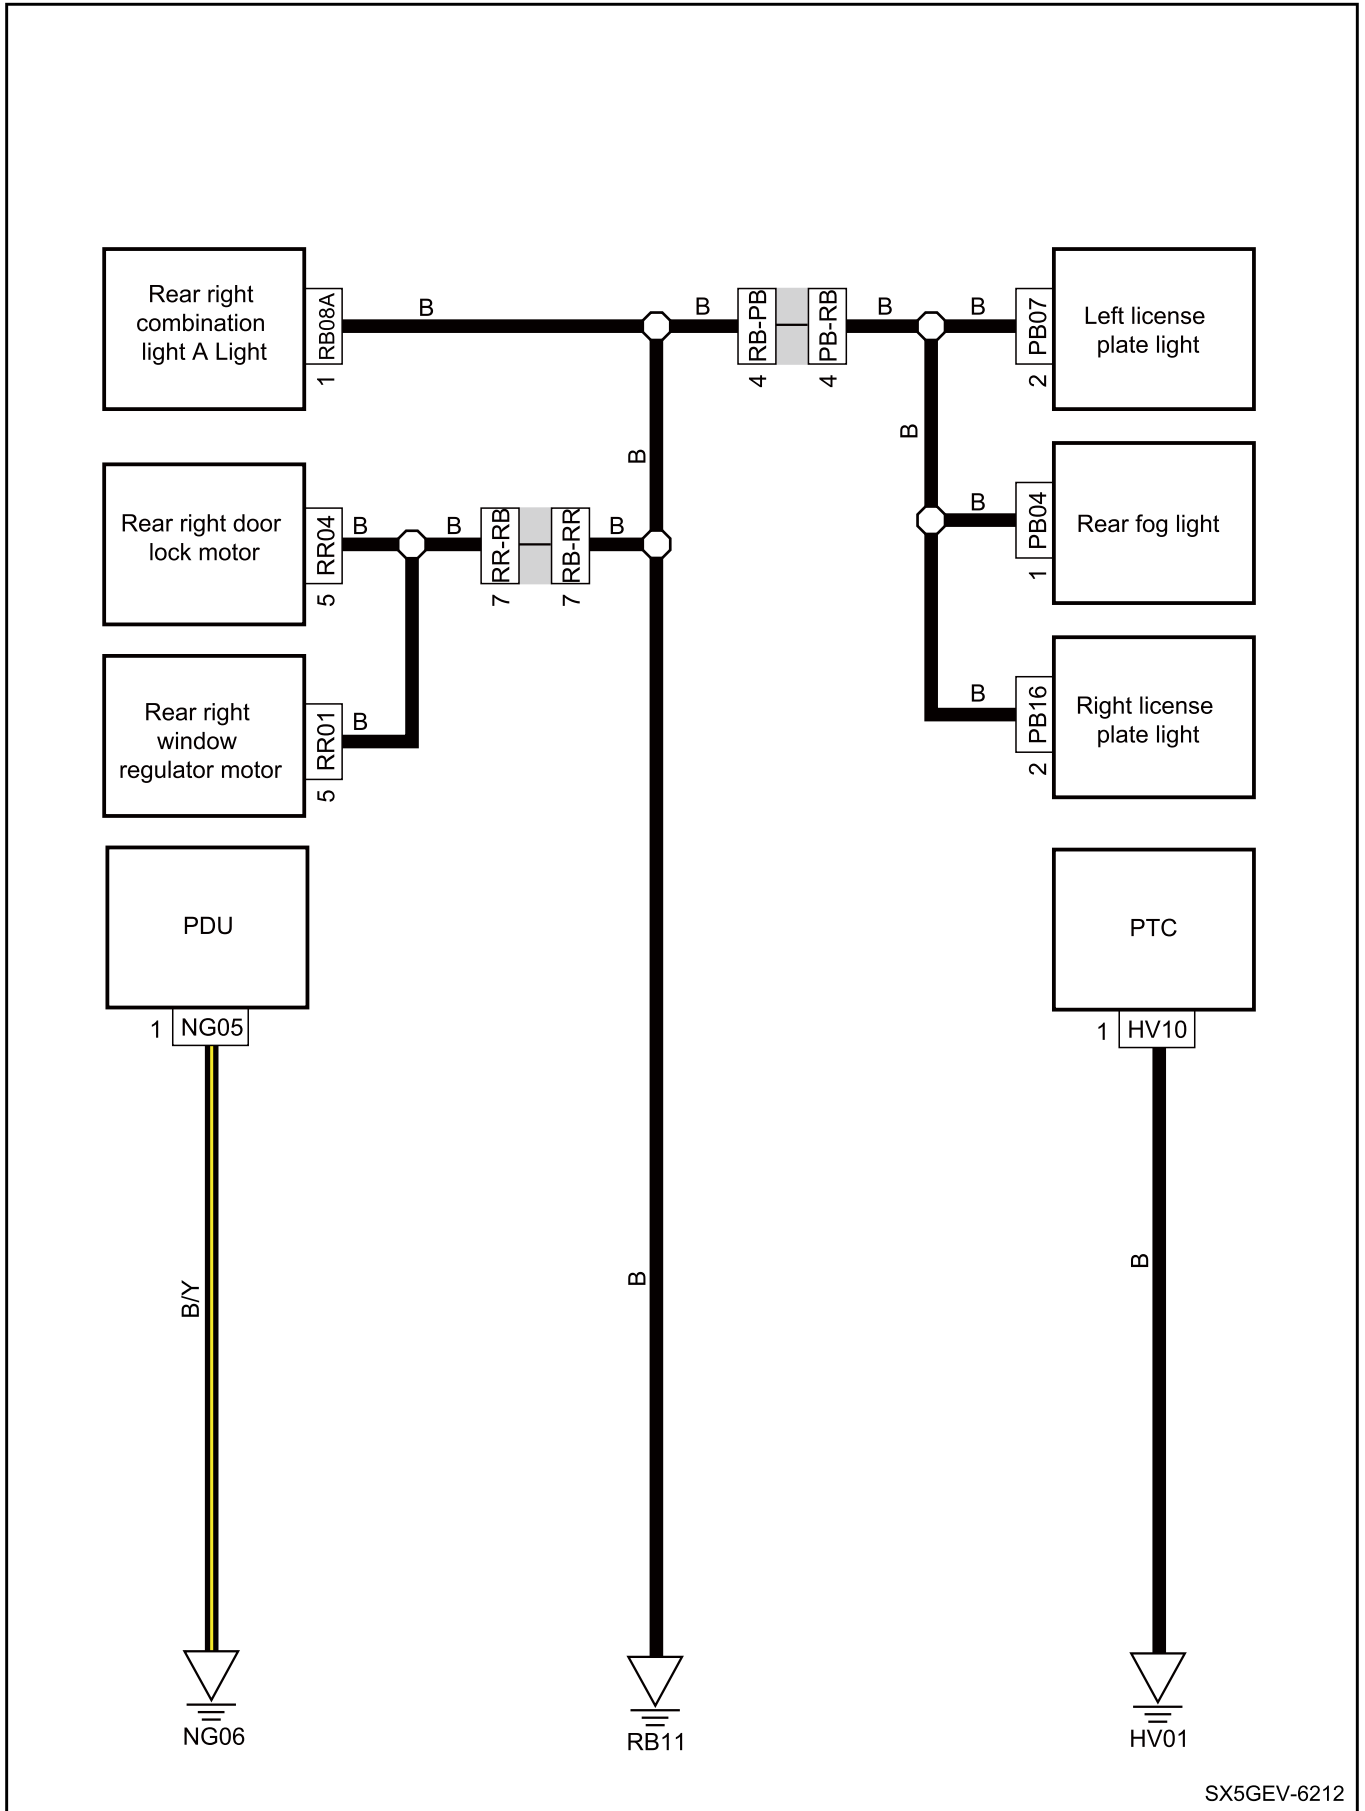 Rear right
combination
light A Light
RB08A
1
B
B
RB-PB
4
PB-RB
4
B
B
PB07
2
Left license
plate light
B
B
Rear right door
lock motor
RR04
5
B
B
RR-RB
7
RB-RR
7
B
B
PB04
1
Rear fog light
Rear right
window
regulator motor
RR01
5
B
B
PB16
2
Right license
plate light
PDU
1
NG05
PTC
1
HV10
B/Y
B
B
NG06
RB11
HV01
SX5GEV-6212